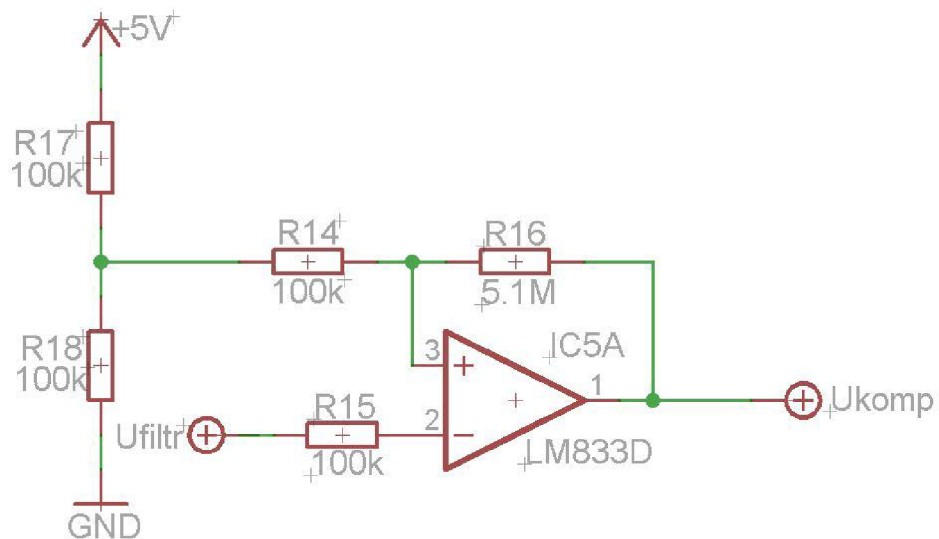 +5V
R17
100k
R14
100k
R16
5.1M
R18
100k
IC5A
3
+
1
Ukomp
Ufiltr
R15
100k
2
−
LM833D
GND